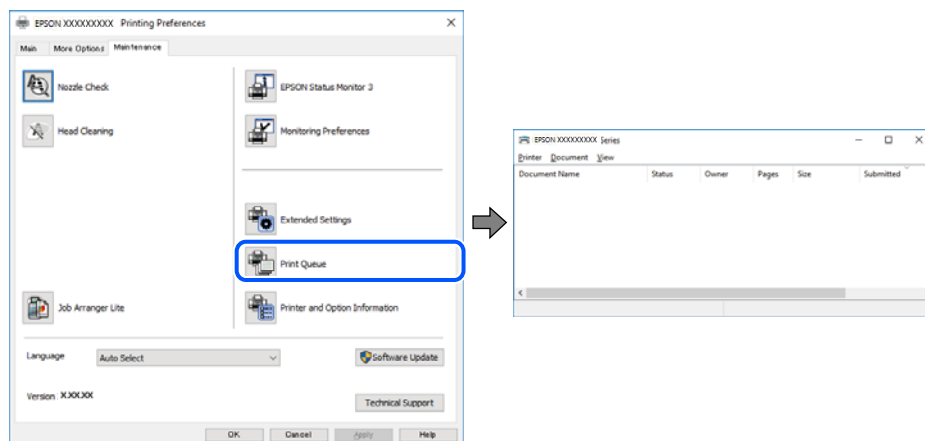 EPSON XXXXXXXXX Printing Preferences
Main More Options Maintenance
Nozzle Check
EPSON Status Monitor 3
Head Cleaning
Monitoring Preferences
Extended Settings
Print Queue
Job Arranger Lite
Printer and Option Information
Language Auto Select Software Update
Version X.XX.XX
Technical Support
OK Cancel Apply Help
EPSON XXXXXXXXX Series
Printer Document View
Document Name Status Owner Pages Size Submitted